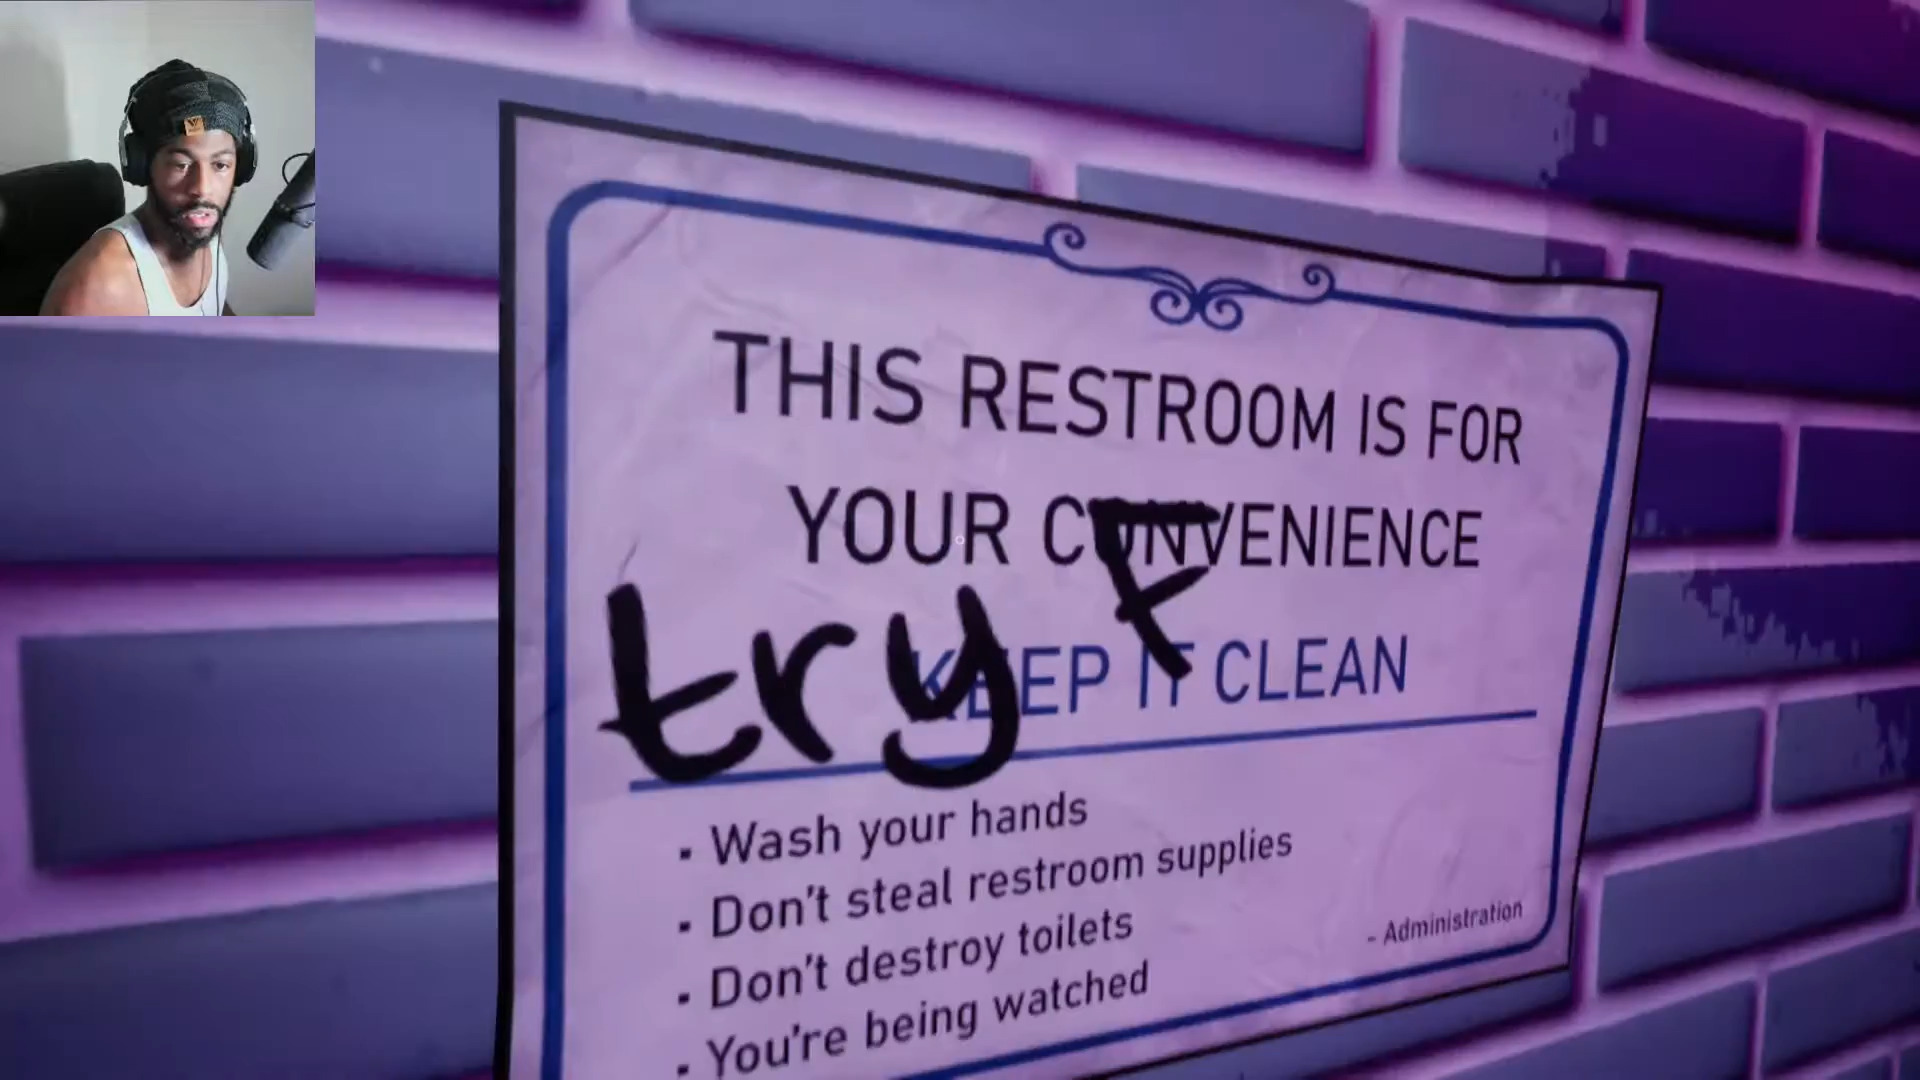 THIS RESTROOM IS FOR
YOUR CONVENIENCE
try F
KEEP IT CLEAN
▪ Wash your hands
▪ Don't steal restroom supplies
▪ Don't destroy toilets
▪ You're being watched
- Administration